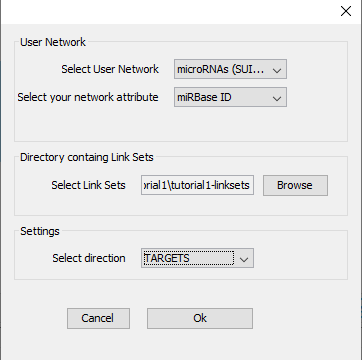 User Network
Select User Network microRNAs (SUI...
Select your network attribute miRBase ID
Directory containg Link Sets
Select Link Sets orial1\tutorial1-linksets Browse
Settings
Select direction TARGETS
Cancel Ok